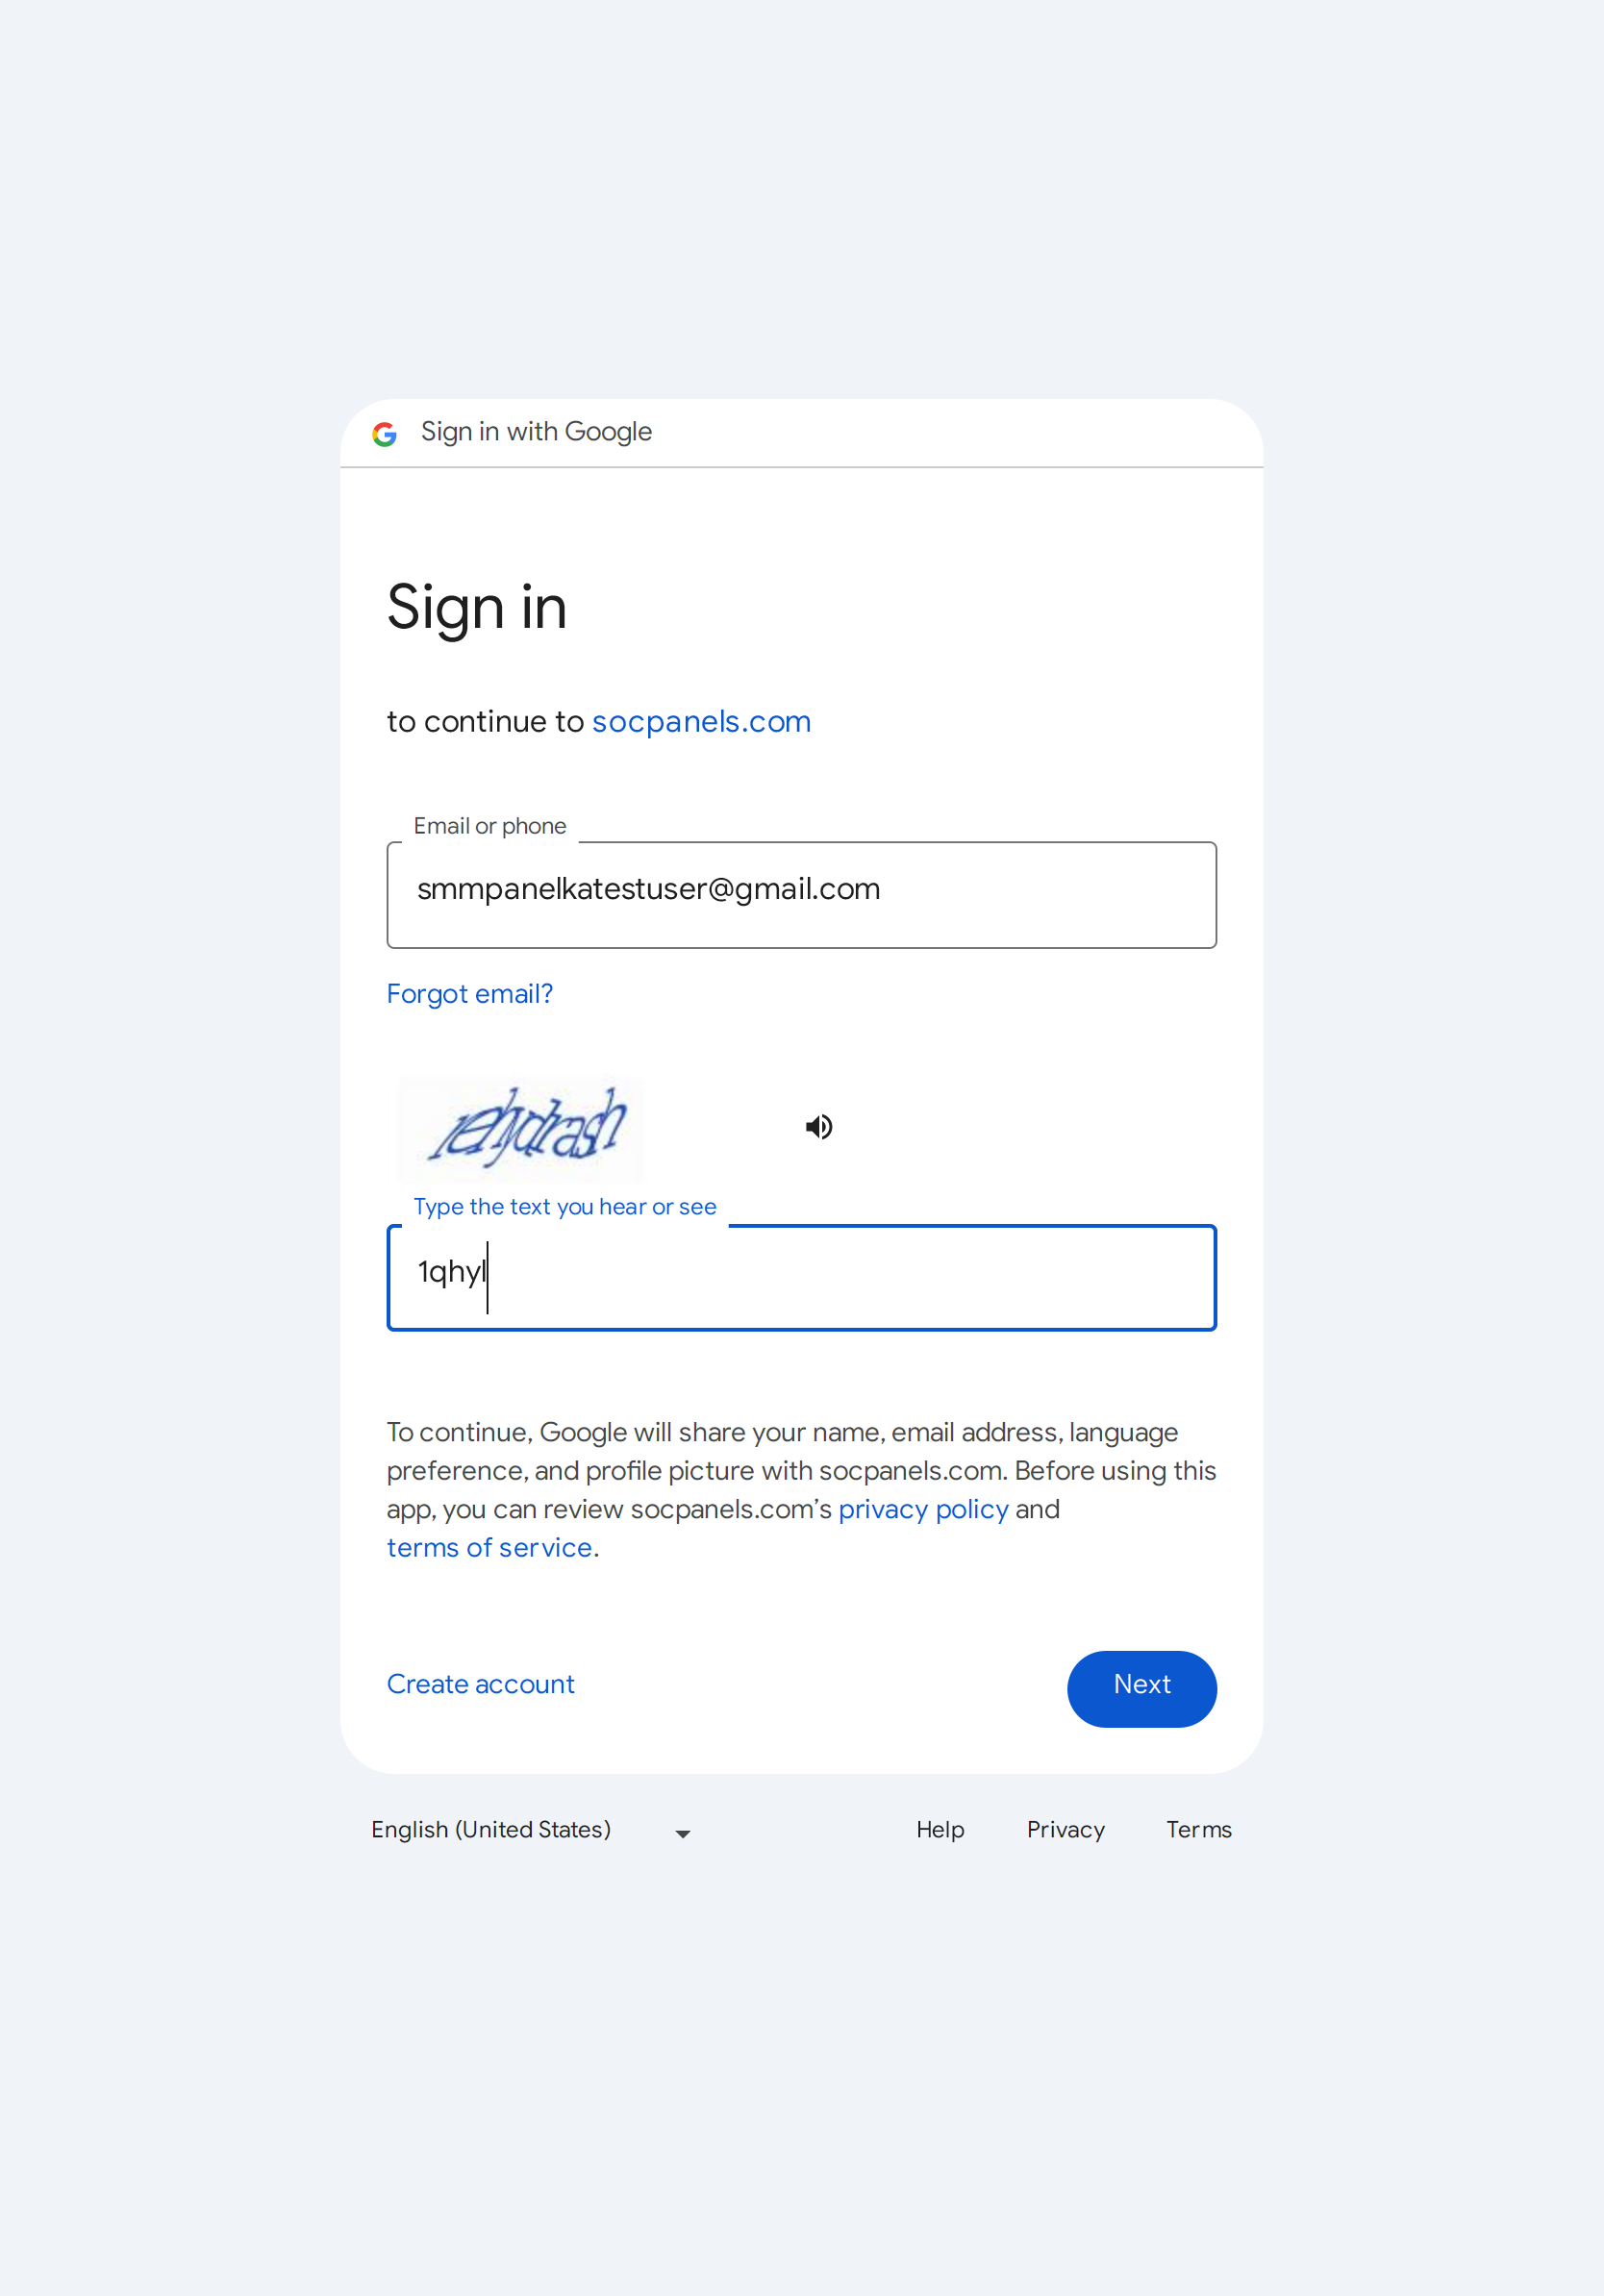 Sign in with Google
Sign in
to continue to socpanels.com
Email or phone
smmpanelkatestuser@gmail.com
Forgot email?
Type the text you hear or see
1qhyl
To continue, Google will share your name, email address, language
preference, and profile picture with socpanels.com. Before using this
app, you can review socpanels.com’s privacy policy and
terms of service.
Create account
Next
English (United States)
Help Privacy Terms